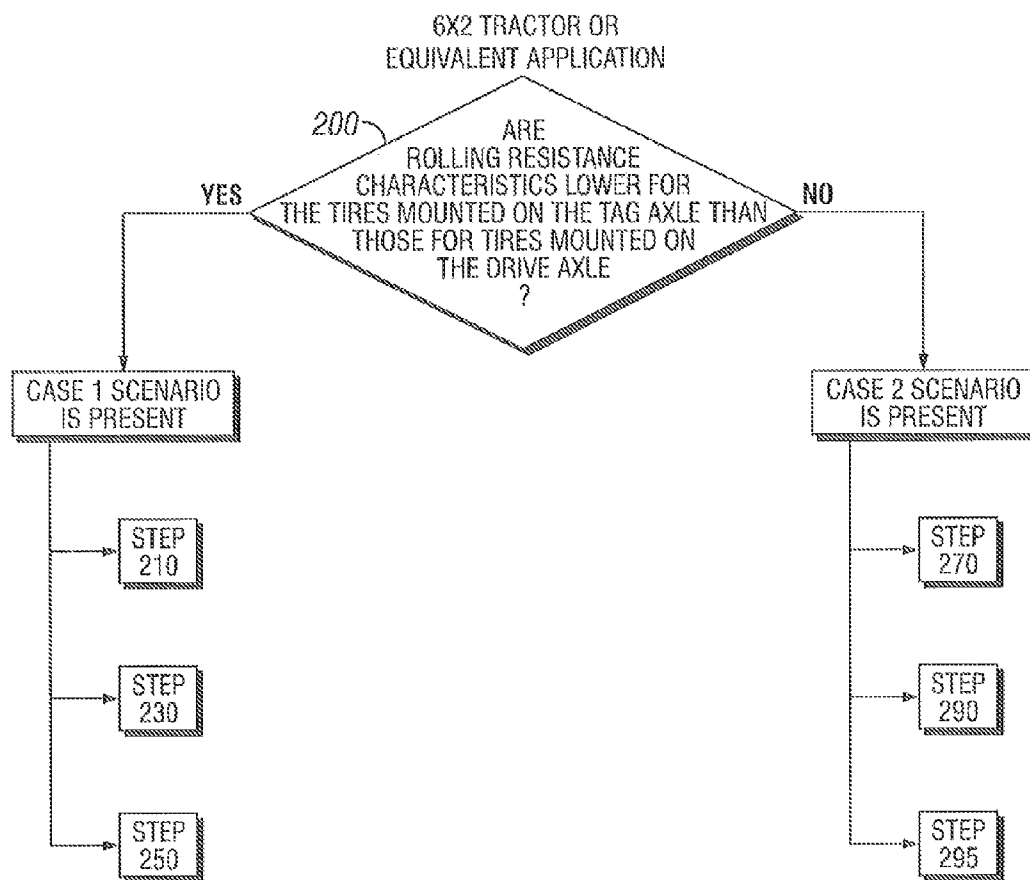 6X2 TRACTOR OR
EQUIVALENT APPLICATION
200
ARE
ROLLING RESISTANCE
CHARACTERISTICS LOWER FOR
THE TIRES MOUNTED ON THE TAG AXLE THAN
THOSE FOR TIRES MOUNTED ON
THE DRIVE AXLE
?
YES
NO
CASE 1 SCENARIO
IS PRESENT
STEP
210
STEP
230
STEP
250
CASE 2 SCENARIO
IS PRESENT
STEP
270
STEP
290
STEP
295